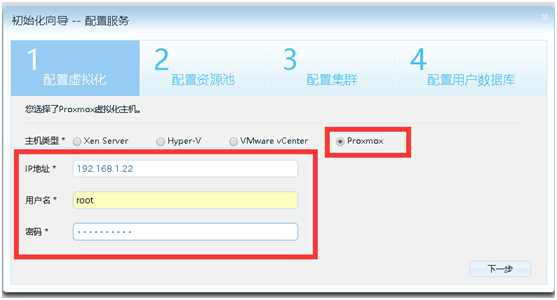 初始化向导 -- 配置服务
1 配置虚拟化 2 配置资源池 3 配置集群 4 配置用户数据库
您选择了Proxmox虚拟化主机。
主机类型 * Xen Server Hyper-V VMware vCenter Proxmox
IP地址 * 192.168.1.22
用户名 * root
密码 * ··········
下一步